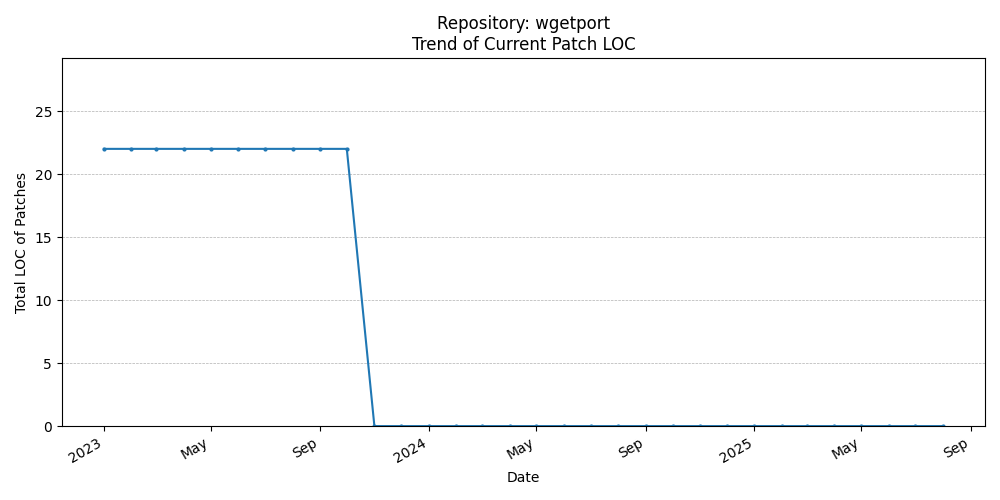 Repository: wgetport
Trend of Current Patch LOC
Total LOC of Patches
25
20
15
10
5
0
2023
May
Sep
2024
May
Sep
2025
May
Sep
Date